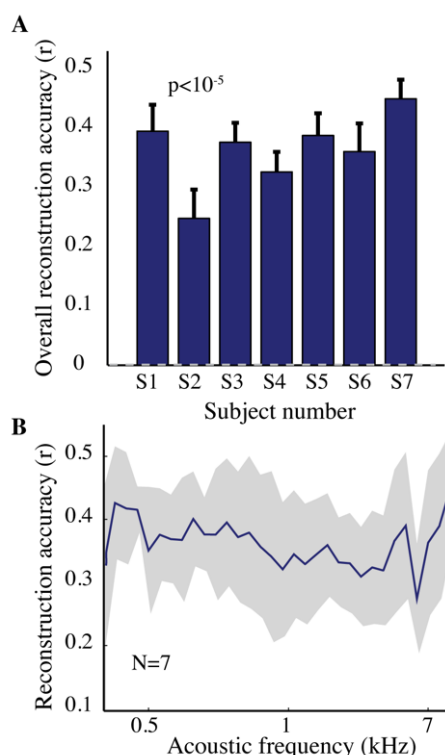 A
Overall reconstruction accuracy (r)
0.5
0.4
0.3
0.2
0.1
0
p<10⁻⁵
S1 S2 S3 S4 S5 S6 S7
Subject number
B
Reconstruction accuracy (r)
0.5
0.4
0.3
0.2
0.1
N=7
0.5 1 7
Acoustic frequency (kHz)